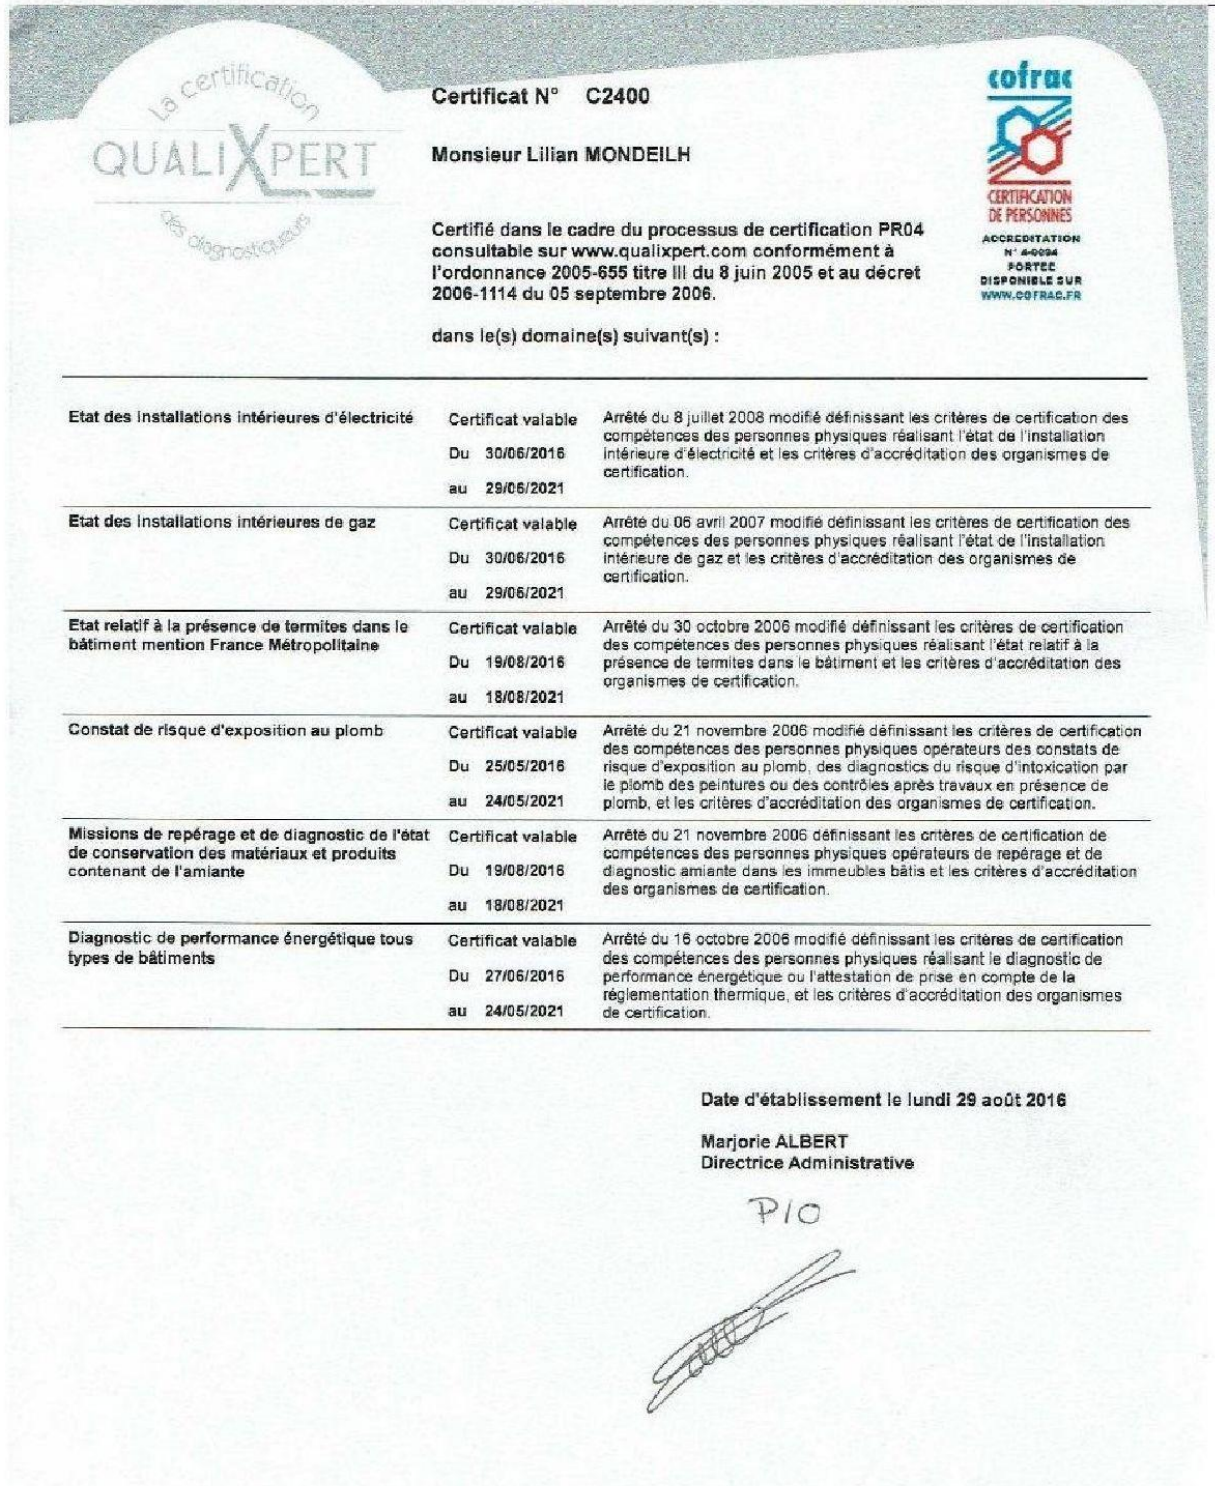 La certification
QUALIXPERT
des diagnostiqueurs
Certificat N° C2400
Monsieur Lilian MONDEILH
Certifié dans le cadre du processus de certification PR04
consultable sur www.qualixpert.com conformément à
l'ordonnance 2005-655 titre III du 8 juin 2005 et au décret
2006-1114 du 05 septembre 2006.
dans le(s) domaine(s) suivant(s) :
cofrac
CERTIFICATION
DE PERSONNES
ACCREDITATION
N° 4-0094
PORTEE
DISPONIBLE SUR
WWW.COFRAC.FR
Etat des installations intérieures d'électricité
Certificat valable
Du 30/06/2016
au 29/06/2021
Arrêté du 8 juillet 2008 modifié définissant les critères de certification des
compétences des personnes physiques réalisant l'état de l'installation
intérieure d'électricité et les critères d'accréditation des organismes de
certification.
Etat des installations intérieures de gaz
Certificat valable
Du 30/06/2016
au 29/06/2021
Arrêté du 06 avril 2007 modifié définissant les critères de certification des
compétences des personnes physiques réalisant l'état de l'installation
intérieure de gaz et les critères d'accréditation des organismes de
certification.
Etat relatif à la présence de termites dans le
bâtiment mention France Métropolitaine
Certificat valable
Du 19/08/2016
au 18/08/2021
Arrêté du 30 octobre 2006 modifié définissant les critères de certification
des compétences des personnes physiques réalisant l'état relatif à la
présence de termites dans le bâtiment et les critères d'accréditation des
organismes de certification.
Constat de risque d'exposition au plomb
Certificat valable
Du 25/05/2016
au 24/05/2021
Arrêté du 21 novembre 2006 modifié définissant les critères de certification
des compétences des personnes physiques opérateurs des constats de
risque d'exposition au plomb, des diagnostics du risque d'intoxication par
le plomb des peintures ou des contrôles après travaux en présence de
plomb, et les critères d'accréditation des organismes de certification.
Missions de repérage et de diagnostic de l'état
de conservation des matériaux et produits
contenant de l'amiante
Certificat valable
Du 19/08/2016
au 18/08/2021
Arrêté du 21 novembre 2006 définissant les critères de certification de
compétences des personnes physiques opérateurs de repérage et de
diagnostic amiante dans les immeubles bâtis et les critères d'accréditation
des organismes de certification.
Diagnostic de performance énergétique tous
types de bâtiments
Certificat valable
Du 27/06/2016
au 24/05/2021
Arrêté du 16 octobre 2006 modifié définissant les critères de certification
des compétences des personnes physiques réalisant le diagnostic de
performance énergétique ou l'attestation de prise en compte de la
réglementation thermique, et les critères d'accréditation des organismes
de certification.
Date d'établissement le lundi 29 août 2016
Marjorie ALBERT
Directrice Administrative
P/O